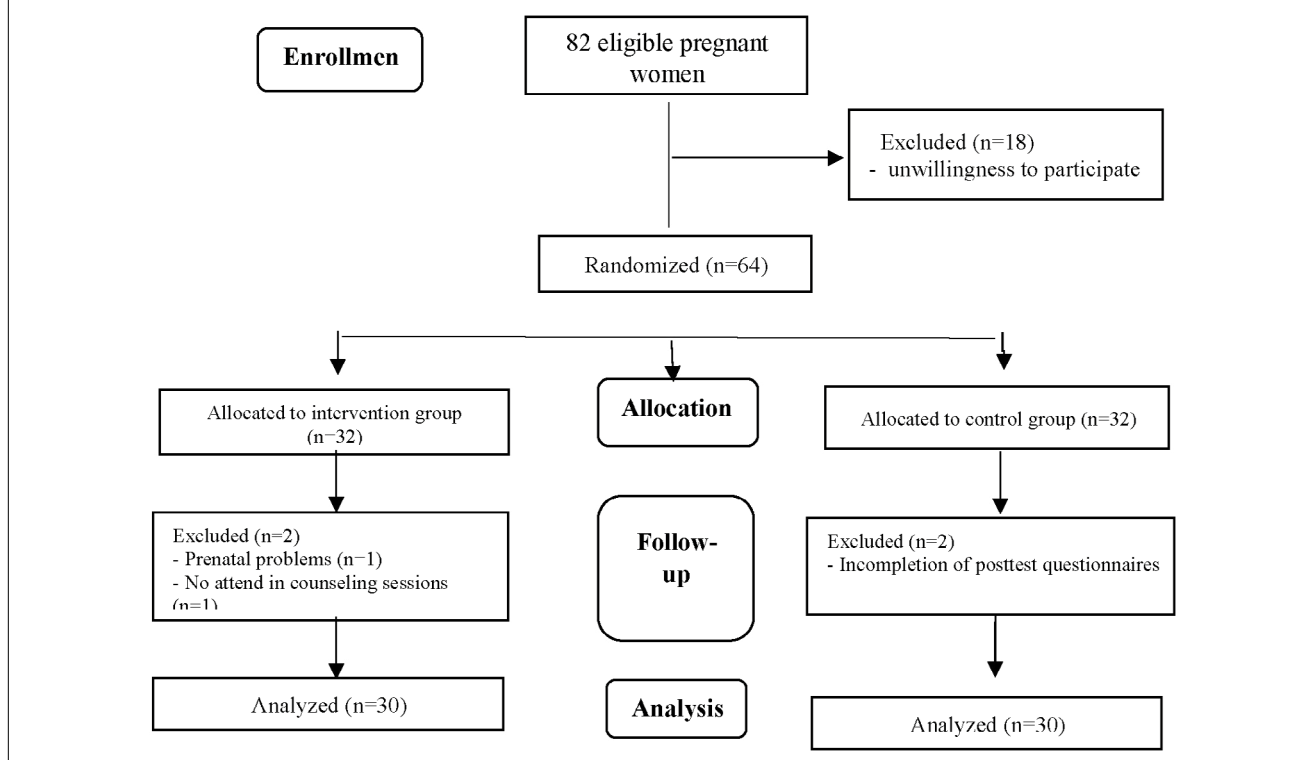 Enrollmen
82 eligible pregnant
women
Excluded (n=18)
- unwillingness to participate
Randomized (n=64)
Allocated to intervention group
(n=32)
Allocation
Allocated to control group (n=32)
Excluded (n=2)
- Prenatal problems (n=1)
- No attend in counseling sessions
(n=1)
Follow-
up
Excluded (n=2)
- Incompletion of posttest questionnaires
Analyzed (n=30)
Analysis
Analyzed (n=30)